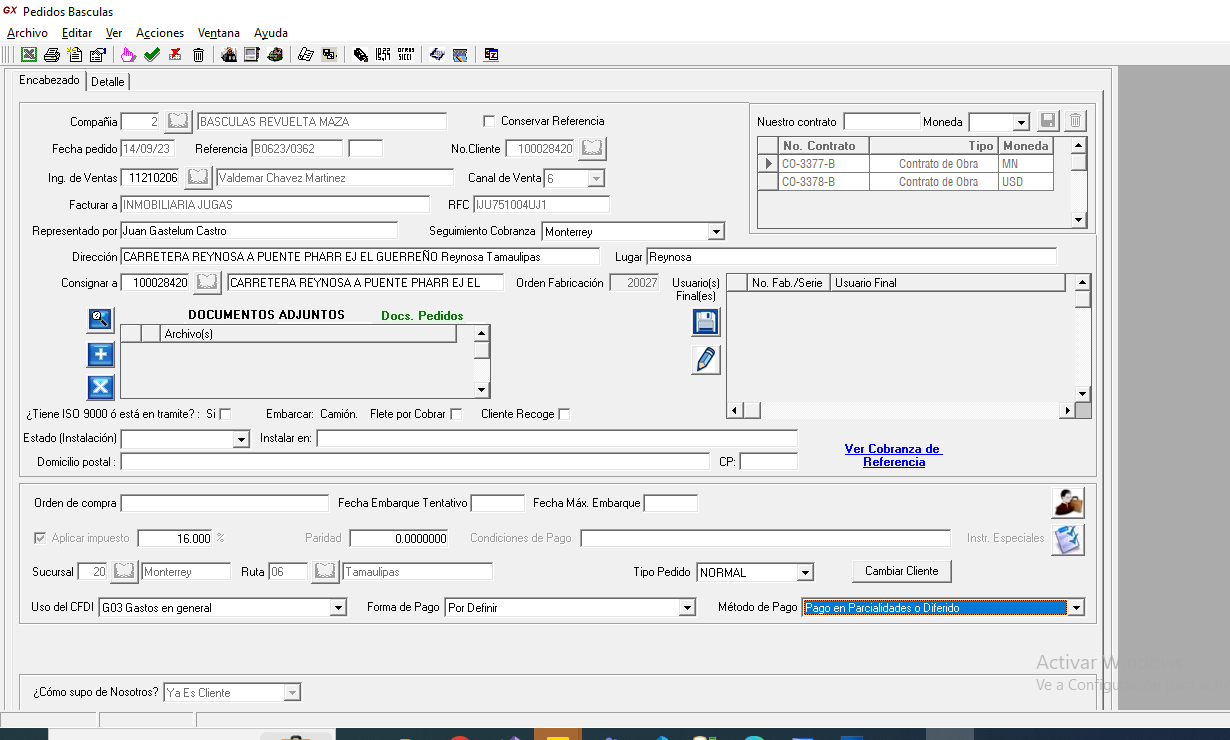 GX Pedidos Basculas
Archivo Editar Ver Acciones Ventana Ayuda
Encabezado Detalle
Compañia 2 BASCULAS REVUELTA MAZA Conservar Referencia
Nuestro contrato Moneda
No. Contrato Tipo Moneda
CO-3377-B Contrato de Obra MN
CO-3378-B Contrato de Obra USD
Fecha pedido 14/09/23 Referencia B0623/0362 No.Cliente 100028420
Ing. de Ventas 11210206 Valdemar Chavez Martinez Canal de Venta 6
Facturar a INMOBILIARIA JUGAS RFC IJU751004UJ1
Representado por Juan Gastelum Castro Seguimiento Cobranza Monterrey
Dirección CARRETERA REYNOSA A PUENTE PHARR EJ EL GUERREÑO Reynosa Tamaulipas Lugar Reynosa
Consignar a 100028420 CARRETERA REYNOSA A PUENTE PHARR EJ EL Orden Fabricación 20027
Usuario(s)
Final(es)
No. Fab./Serie Usuario Final
DOCUMENTOS ADJUNTOS Docs. Pedidos
Archivo(s)
¿Tiene ISO 9000 ó está en tramite? : Si Embarcar: Camión. Flete por Cobrar Cliente Recoge
Estado (Instalación) Instalar en:
Domicilio postal : CP:
Ver Cobranza de
Referencia
Orden de compra Fecha Embarque Tentativo Fecha Máx. Embarque
Aplicar impuesto 16.000 % Paridad 0.0000000 Condiciones de Pago Instr. Especiales
Sucursal 20 Monterrey Ruta 06 Tamaulipas Tipo Pedido NORMAL Cambiar Cliente
Uso del CFDI G03 Gastos en general Forma de Pago Por Definir Método de Pago Pago en Parcialidades o Diferido
¿Cómo supo de Nosotros? Ya Es Cliente
Activar
Ve a